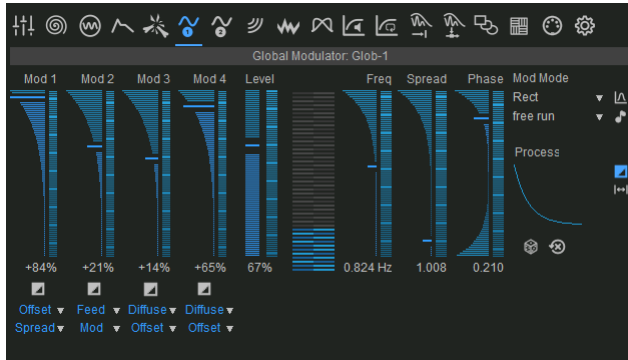 1
2
Global Modulator: Glob-1
Mod 1 Mod 2 Mod 3 Mod 4 Level Freq Spread Phase Mod Mode
Rect
free run
Process
+84% +21% +14% +65% 67% 0.824 Hz 1.008 0.210
Offset Feed Diffuse Diffuse
Spread Mod Offset Offset